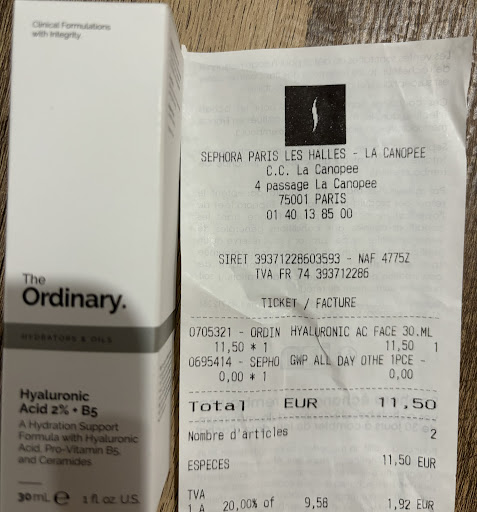 Clinical Formulations
with Integrity
The
Ordinary.
HYDRATORS & OILS
Hyaluronic
Acid 2% + B5
A Hydration Support
Formula with Hyaluronic
Acid, Pro-Vitamin B5,
and Ceramides
30 mL e 1 fl. oz. U.S.
SEPHORA PARIS LES HALLES - LA CANOPEE
C.C. La Canopee
4 passage La Canopee
75001 PARIS
01 40 13 85 00
SIRET 39371228603593 - NAF 4775Z
TVA FR 74 393712286
TICKET / FACTURE
0705321 - ORDIN HYALURONIC AC FACE 30.ML
11,50 * 1 11,50 1
0695414 - SEPHO GWP ALL DAY OTHE 1PCE -
0,00 * 1 0,00
Total EUR 11,50
Nombre d'articles 2
ESPECES 11,50 EUR
TVA
1 A 20,00% of 9,58 1,92 EUR